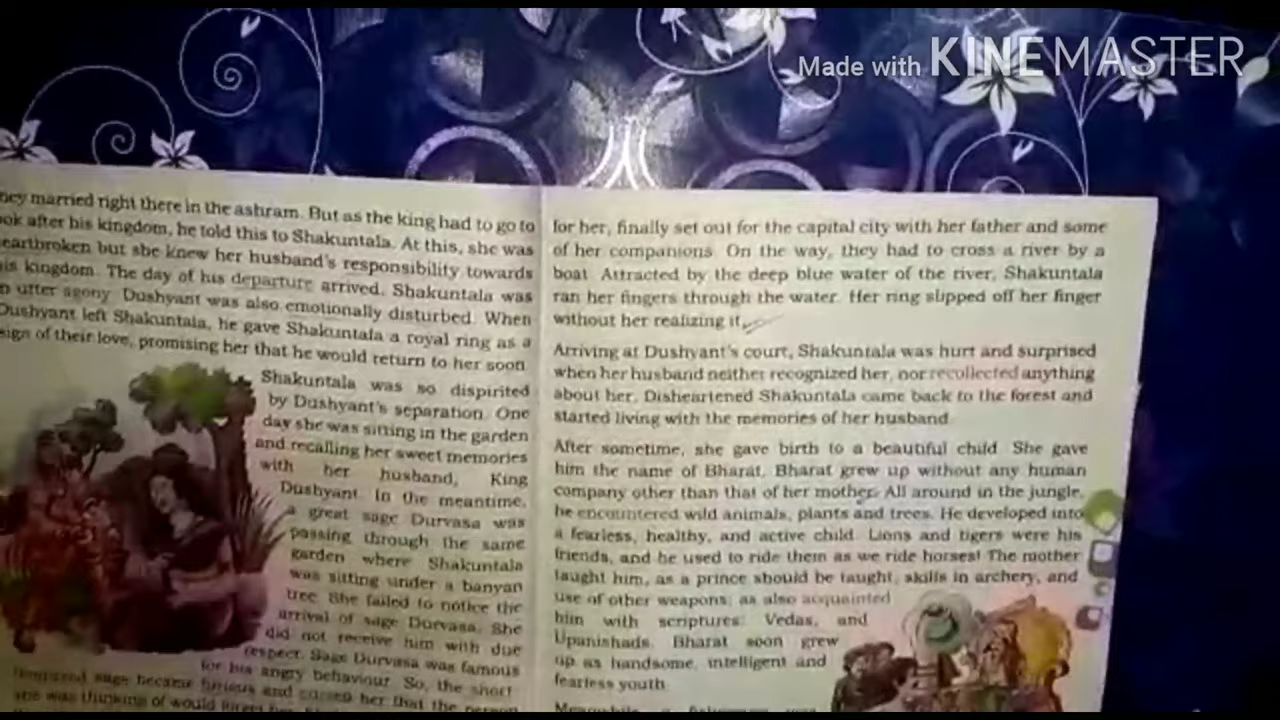 Made with KINEMASTER
married right there in the ashram. But as the king had to go to
after his kingdom, he told this to Shakuntala. At this, she was
but she knew her husband's responsibility towards
kingdom. The day of his departure arrived. Shakuntala was
utter agony. Dushyant was also emotionally disturbed. When
Dushyant left Shakuntala, he gave Shakuntala a royal ring as a
sign of their love, promising her that he would return to her soon.
Shakuntala was so dispirited
by Dushyant's separation. One
day she was sitting in the garden
and recalling her sweet memories
with her husband, King
Dushyant. In the meantime,
a great sage Durvasa was
passing through the same
garden where Shakuntala
was sitting under a banyan
tree. She failed to notice the
arrival of sage Durvasa. She
did not receive him with due
respect. Sage Durvasa was famous
for his angry behaviour. So, the short
sage became furious and cursed her that the person
she was thinking of would forget her.
for her, finally set out for the capital city with her father and some
of her companions. On the way, they had to cross a river by a
boat. Attracted by the deep blue water of the river, Shakuntala
ran her fingers through the water. Her ring slipped off her finger
without her realizing it.
Arriving at Dushyant's court, Shakuntala was hurt and surprised
when her husband neither recognized her, nor recollected anything
about her. Disheartened Shakuntala came back to the forest and
started living with the memories of her husband.
After sometime, she gave birth to a beautiful child. She gave
him the name of Bharat. Bharat grew up without any human
company other than that of her mother. All around in the jungle,
he encountered wild animals, plants and trees. He developed into
a fearless, healthy, and active child. Lions and tigers were his
friends, and he used to ride them as we ride horses! The mother
taught him, as a prince should be taught, skills in archery, and
use of other weapons; as also acquainted
him with scriptures: Vedas, and
Upanishads. Bharat soon grew
up as handsome, intelligent and
fearless youth.
Meanwhile, a fisherman was